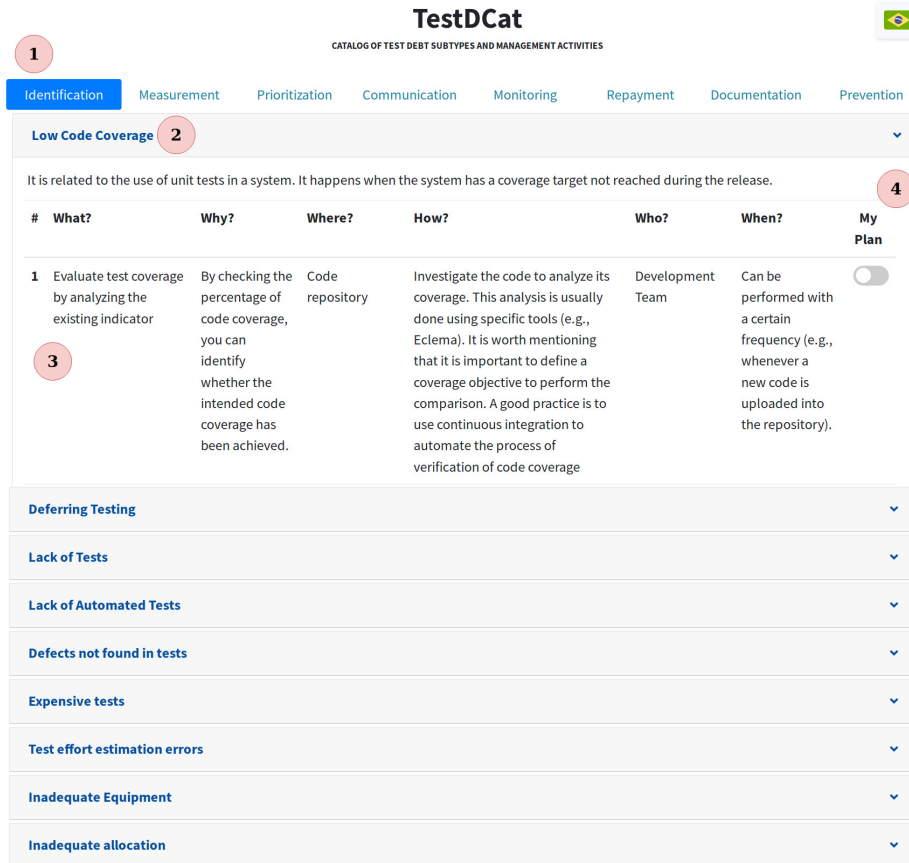 TestDCat
CATALOG OF TEST DEBT SUBTYPES AND MANAGEMENT ACTIVITIES
1
Identification Measurement Prioritization Communication Monitoring Repayment Documentation Prevention
Low Code Coverage 2
It is related to the use of unit tests in a system. It happens when the system has a coverage target not reached during the release.
4
# What? Why? Where? How? Who? When? My Plan
1 Evaluate test coverage by analyzing the existing indicator
By checking the percentage of code coverage, you can identify whether the intended code coverage has been achieved.
Code repository
Investigate the code to analyze its coverage. This analysis is usually done using specific tools (e.g., Eclema). It is worth mentioning that it is important to define a coverage objective to perform the comparison. A good practice is to use continuous integration to automate the process of verification of code coverage
Development Team
Can be performed with a certain frequency (e.g., whenever a new code is uploaded into the repository).
3
Deferring Testing
Lack of Tests
Lack of Automated Tests
Defects not found in tests
Expensive tests
Test effort estimation errors
Inadequate Equipment
Inadequate allocation